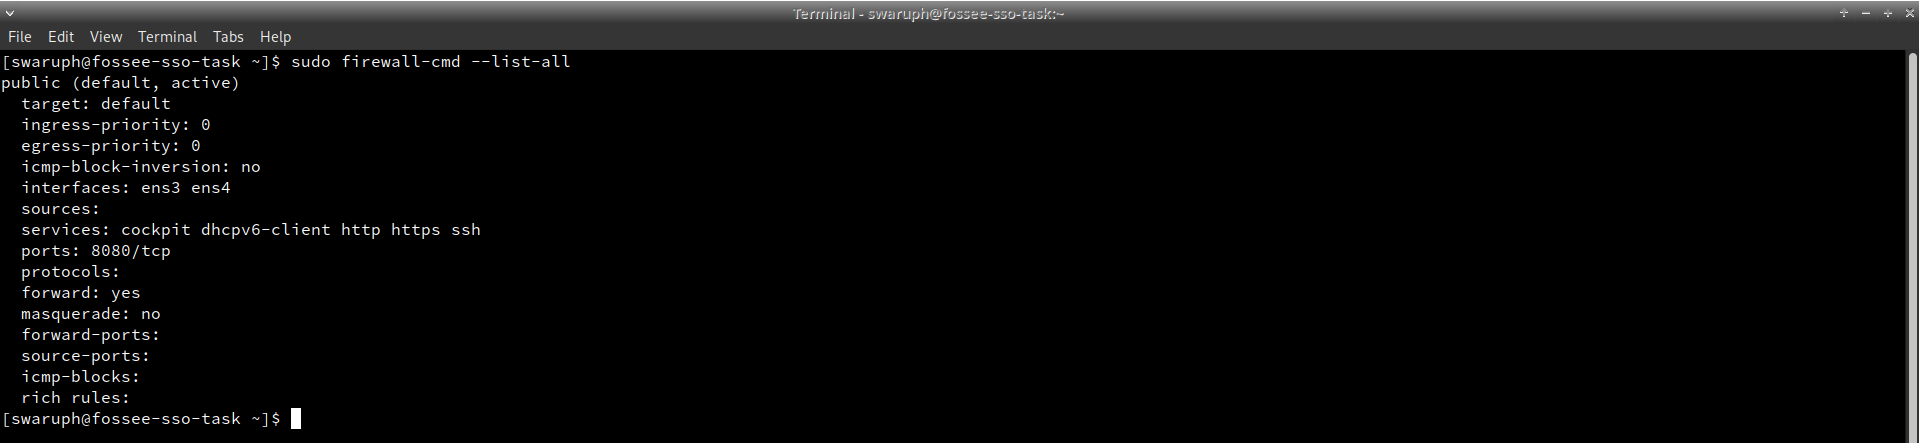 Terminal - swaruph@fossee-sso-task:~
File Edit View Terminal Tabs Help
[swaruph@fossee-sso-task ~]$ sudo firewall-cmd --list-all
public (default, active)
  target: default
  ingress-priority: 0
  egress-priority: 0
  icmp-block-inversion: no
  interfaces: ens3 ens4
  sources:
  services: cockpit dhcpv6-client http https ssh
  ports: 8080/tcp
  protocols:
  forward: yes
  masquerade: no
  forward-ports:
  source-ports:
  icmp-blocks:
  rich rules:
[swaruph@fossee-sso-task ~]$